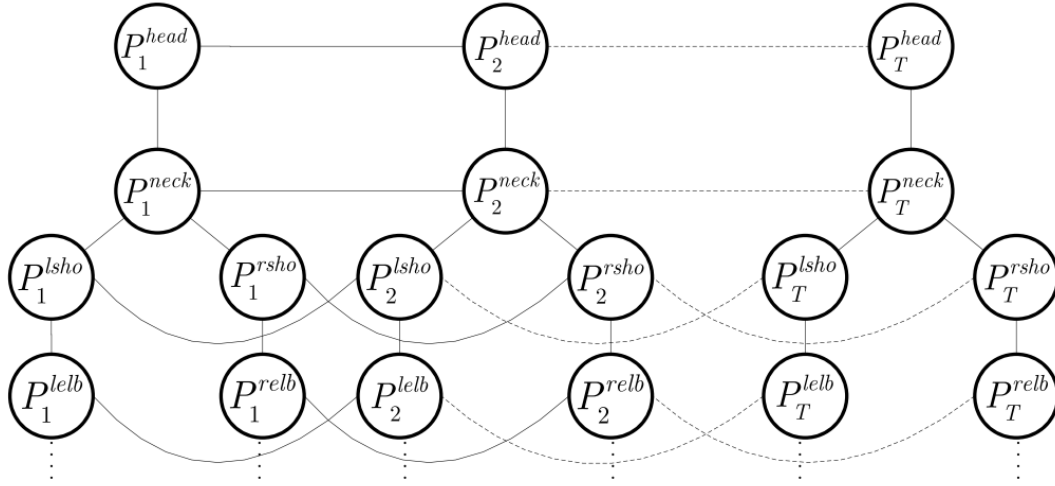 P_1^{head} P_2^{head} P_T^{head}
P_1^{neck} P_2^{neck} P_T^{neck}
P_1^{lsho} P_1^{rsho} P_2^{lsho} P_2^{rsho} P_T^{lsho} P_T^{rsho}
P_1^{lelb} P_1^{relb} P_2^{lelb} P_2^{relb} P_T^{lelb} P_T^{relb}